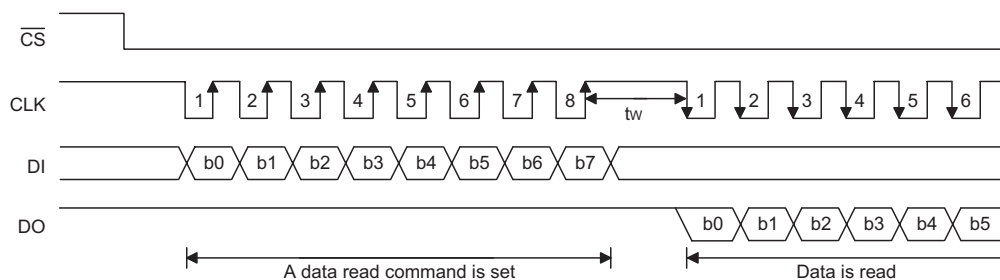 CS
CLK 1 2 3 4 5 6 7 8 tw 1 2 3 4 5 6
DI b0 b1 b2 b3 b4 b5 b6 b7
DO b0 b1 b2 b3 b4 b5
A data read command is set Data is read